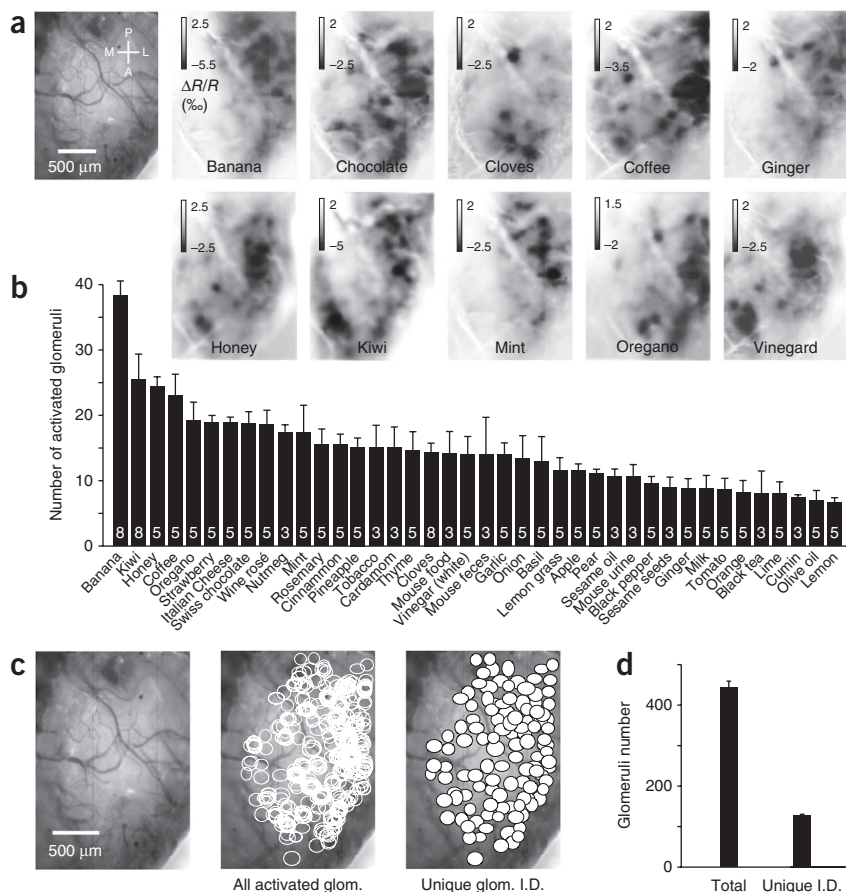 a
P
M L
A
500 μm
2.5
−5.5
ΔR/R
(‰)
Banana
2
−2.5
Chocolate
2
−2.5
Cloves
2
−3.5
Coffee
2
−2
Ginger
2.5
−2.5
Honey
2
−5
Kiwi
2
−2.5
Mint
1.5
−2
Oregano
2
−2.5
Vinegard
b
Number of activated glomeruli
40
30
20
10
0
8 8 5 5 5 5 5 5 5 3 5 5 5 5 3 3 5 8 3 5 3 5 5 5 5 5 5 3 3 5 3 5 5 5 5 3 5 3 5 5
Banana
Kiwi
Honey
Coffee
Oregano
Strawberry
Italian Cheese
Swiss chocolate
Wine rosé
Nutmeg
Mint
Rosemary
Cinnammon
Pineapple
Tobacco
Cardamom
Thyme
Cloves
Mouse food
Vinegar (white)
Mouse feces
Garlic
Onion
Basil
Lemon grass
Apple
Pear
Sesame oil
Mouse urine
Black pepper
Sesame seeds
Ginger
Milk
Tomato
Orange
Black tea
Lime
Cumin
Olive oil
Lemon
c
500 μm
All activated glom.
Unique glom. I.D.
d
Glomeruli number
400
200
0
Total
Unique I.D.